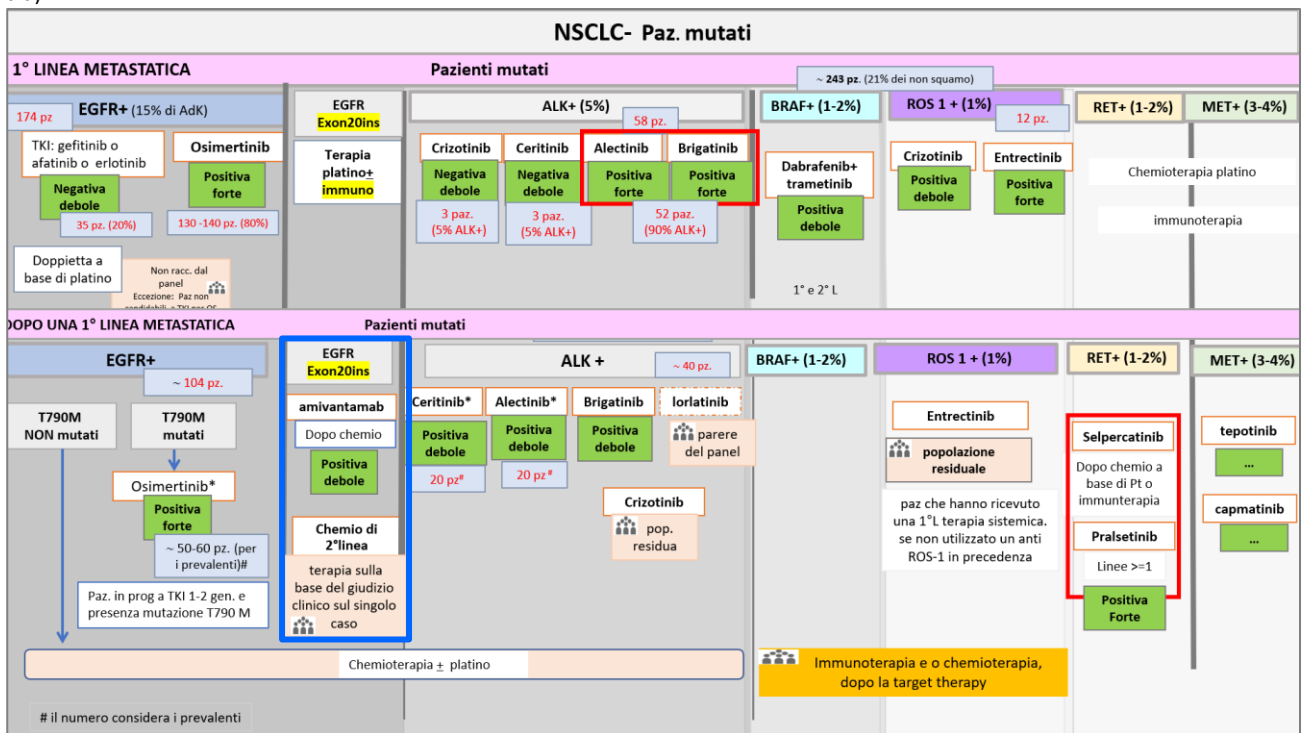 NSCLC- Paz. mutati
1° LINEA METASTATICA
Pazienti mutati
~ 243 pz. (21% dei non squamo)
174 pz
EGFR+ (15% di AdK)
TKI: gefitinib o
afatinib o erlotinib
Negativa
debole
35 pz. (20%)
Osimertinib
Positiva
forte
130 -140 pz. (80%)
Doppietta a
base di platino
Non racc. dal
panel
Eccezione: Paz non
EGFR
Exon20ins
Terapia
platino±
immuno
ALK+ (5%)
58 pz.
Crizotinib
Negativa
debole
3 paz.
(5% ALK+)
Ceritinib
Negativa
debole
3 paz.
(5% ALK+)
Alectinib
Positiva
forte
Brigatinib
Positiva
forte
52 paz.
(90% ALK+)
BRAF+ (1-2%)
Dabrafenib+
trametinib
Positiva
debole
1° e 2° L
ROS 1 + (1%)
12 pz.
Crizotinib
Positiva
debole
Entrectinib
Positiva
forte
RET+ (1-2%)
MET+ (3-4%)
Chemioterapia platino
immunoterapia
DOPO UNA 1° LINEA METASTATICA
Pazienti mutati
EGFR+
~ 104 pz.
T790M
NON mutati
T790M
mutati
Osimertinib*
Positiva
forte
~ 50-60 pz. (per
i prevalenti)#
Paz. in prog a TKI 1-2 gen. e
presenza mutazione T790 M
EGFR
Exon20ins
amivantamab
Dopo chemio
Positiva
debole
Chemio di
2°linea
terapia sulla
base del giudizio
clinico sul singolo
caso
ALK +
~ 40 pz.
Ceritinib*
Positiva
debole
20 pz#
Alectinib*
Positiva
debole
20 pz#
Brigatinib
Positiva
debole
lorlatinib
parere
del panel
Crizotinib
pop.
residua
BRAF+ (1-2%)
ROS 1 + (1%)
Entrectinib
popolazione
residuale
paz che hanno ricevuto
una 1°L terapia sistemica.
se non utilizzato un anti
ROS-1 in precedenza
RET+ (1-2%)
Selpercatinib
Dopo chemo a
base di Pt o
immunterapia
Pralsetinib
Linee >=1
Positiva
Forte
MET+ (3-4%)
tepotinib
...
capmatinib
...
Chemioterapia ± platino
Immunoterapia e o chemioterapia,
dopo la target therapy
# il numero considera i prevalenti